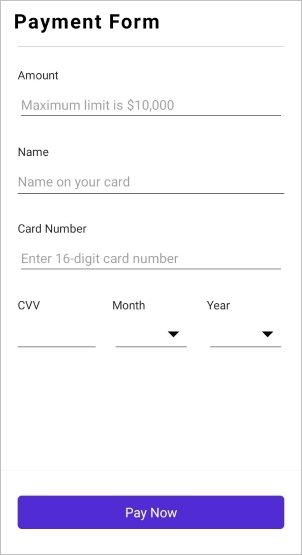 Payment Form
Amount
Maximum limit is $10,000
Name
Name on your card
Card Number
Enter 16-digit card number
CVV Month Year
Pay Now